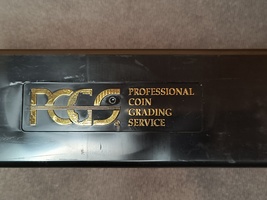 PCGS PROFESSIONAL
COIN
GRADING
SERVICE